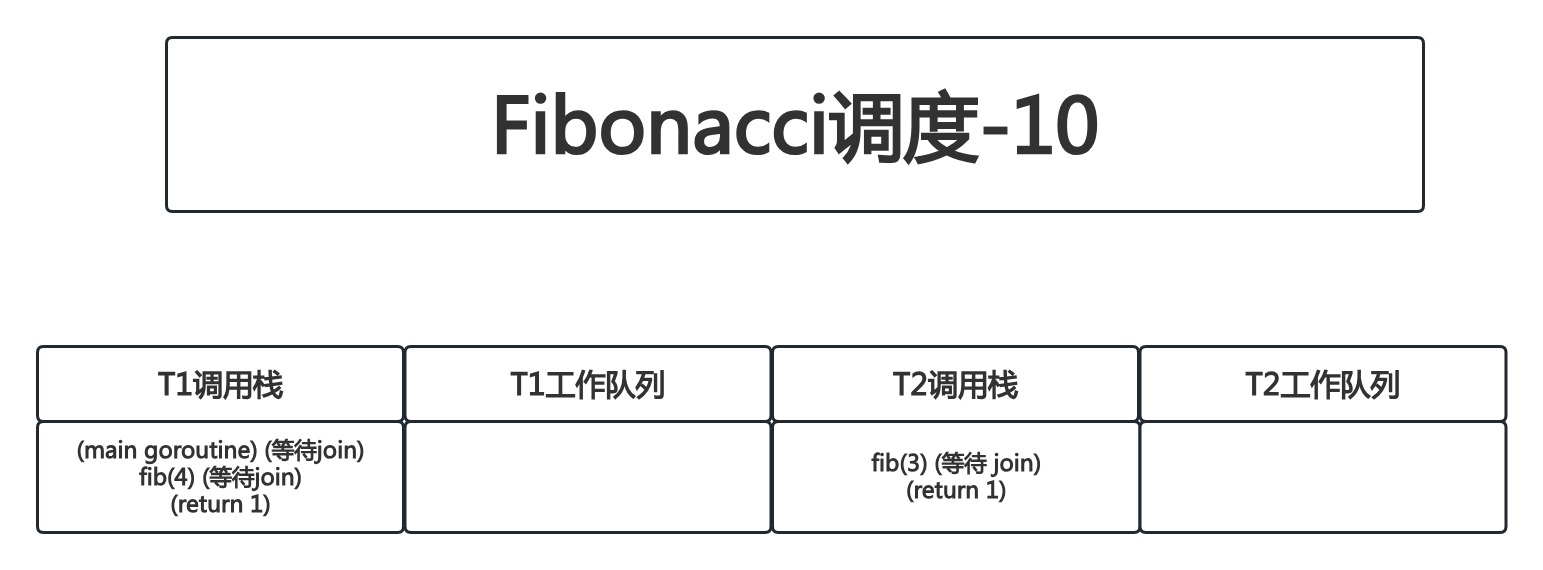 Fibonacci调度-10
T1调用栈
T1工作队列
T2调用栈
T2工作队列
(main goroutine) (等待join)
fib(4) (等待join)
(return 1)
fib(3) (等待 join)
(return 1)